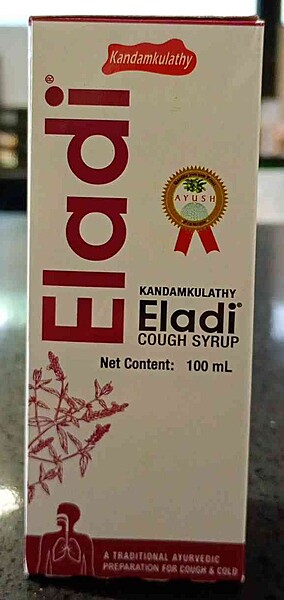 Kandamkulathy
Eladi®
AYUSH
KANDAMKULATHY
Eladi®
COUGH SYRUP
Net Content: 100 mL
A TRADITIONAL AYURVEDIC
PREPARATION FOR COUGH & COLD